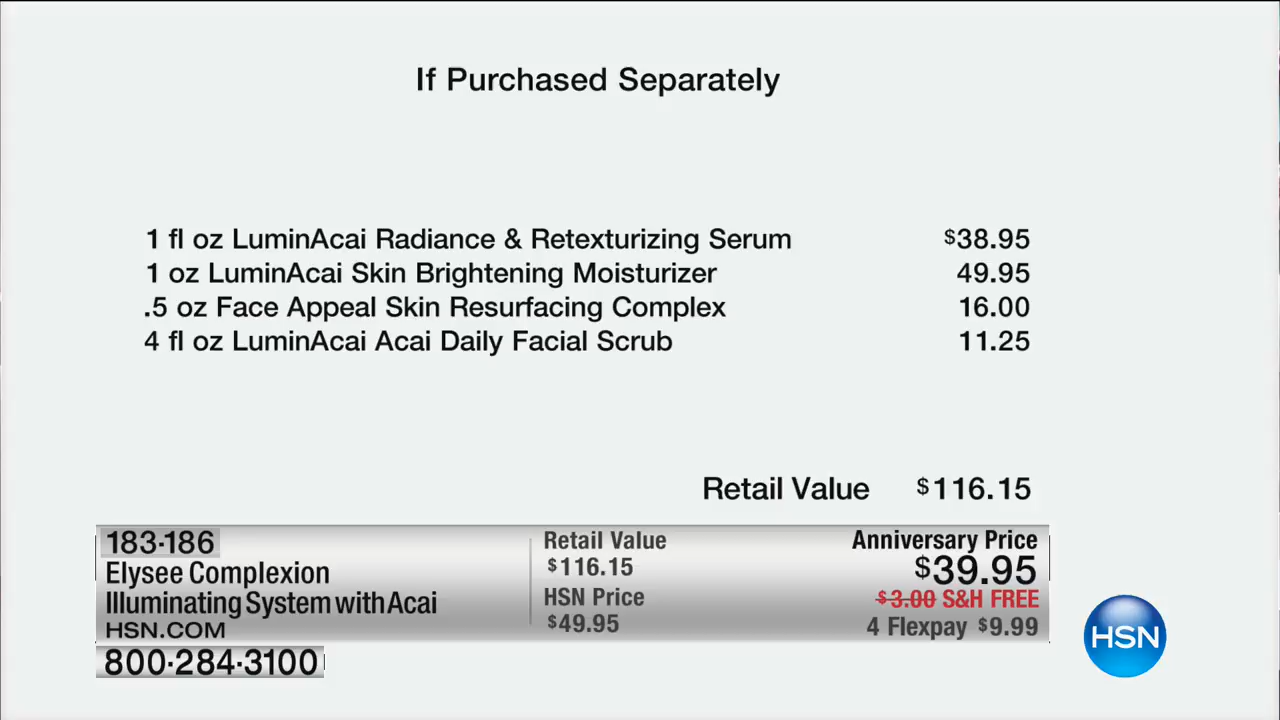 If Purchased Separately
1 fl oz LuminAcai Radiance & Retexturizing Serum $38.95
1 oz LuminAcai Skin Brightening Moisturizer 49.95
.5 oz Face Appeal Skin Resurfacing Complex 16.00
4 fl oz LuminAcai Acai Daily Facial Scrub 11.25
Retail Value $116.15
183-186
Elysee Complexion
Illuminating System with Acai
HSN.COM
800-284-3100
Retail Value
$116.15
HSN Price
$49.95
Anniversary Price
$39.95
$3.00 S&H FREE
4 Flexpay $9.99
HSN